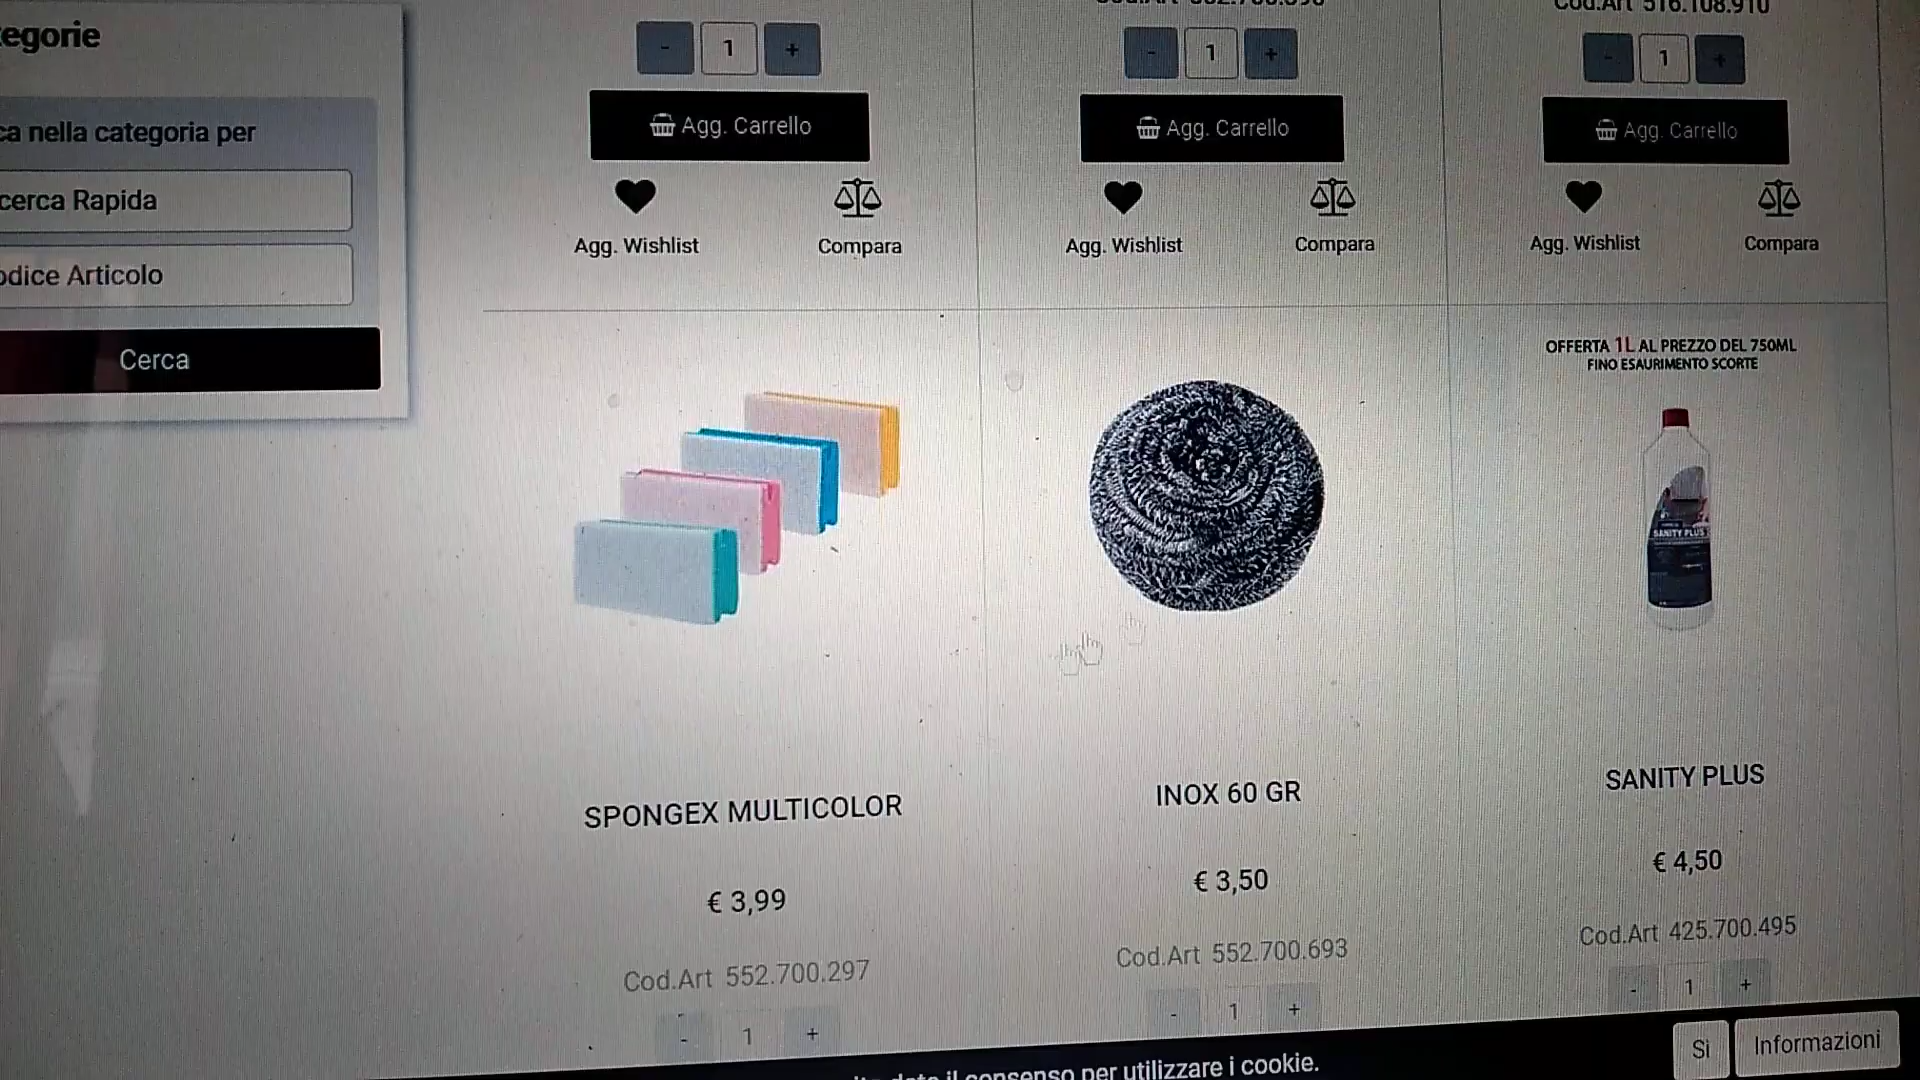 egorie
ca nella categoria per
cerca Rapida
odice Articolo
Cerca
- 1 +
Agg. Carrello
Agg. Wishlist
Compara
- 1 +
Agg. Carrello
Agg. Wishlist
Compara
Cod.Art 516.108.910
- 1 +
Agg. Carrello
Agg. Wishlist
Compara
SPONGEX MULTICOLOR
€ 3,99
Cod.Art 552.700.297
- 1 +
INOX 60 GR
€ 3,50
Cod.Art 552.700.693
- 1 +
OFFERTA 1L AL PREZZO DEL 750ML
FINO ESAURIMENTO SCORTE
SANITY PLUS
SANITY PLUS
€ 4,50
Cod.Art 425.700.495
- 1 +
il consenso per utilizzare i cookie.
Sì
Informazioni